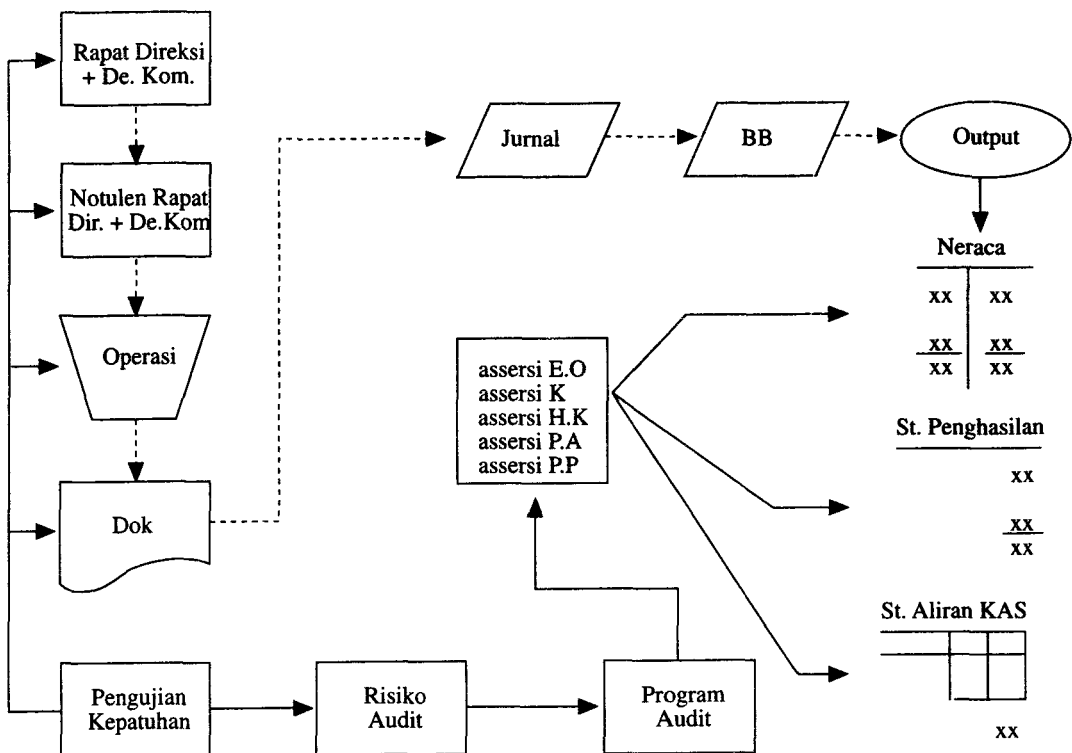 Rapat Direksi
+ De. Kom.
Notulen Rapat
Dir. + De.Kom
Operasi
Dok
Jurnal
BB
Output
Neraca
xx xx
xx xx
xx xx
assersi E.O
assersi K
assersi H.K
assersi P.A
assersi P.P
St. Penghasilan
xx
xx
xx
St. Aliran KAS
xx
Pengujian
Kepatuhan
Risiko
Audit
Program
Audit